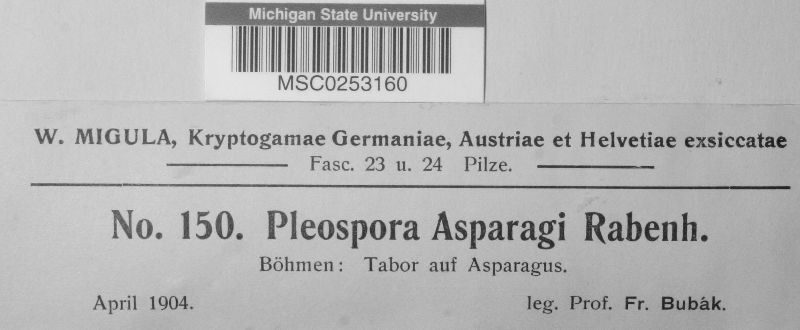 Michigan State University
MSC0253160
W. MIGULA, Kryptogamae Germaniae, Austriae et Helvetiae exsiccatae
Fasc. 23 u. 24 Pilze.
No. 150. Pleospora Asparagi Rabenh.
Böhmen: Tabor auf Asparagus.
April 1904. leg. Prof. Fr. Bubák.